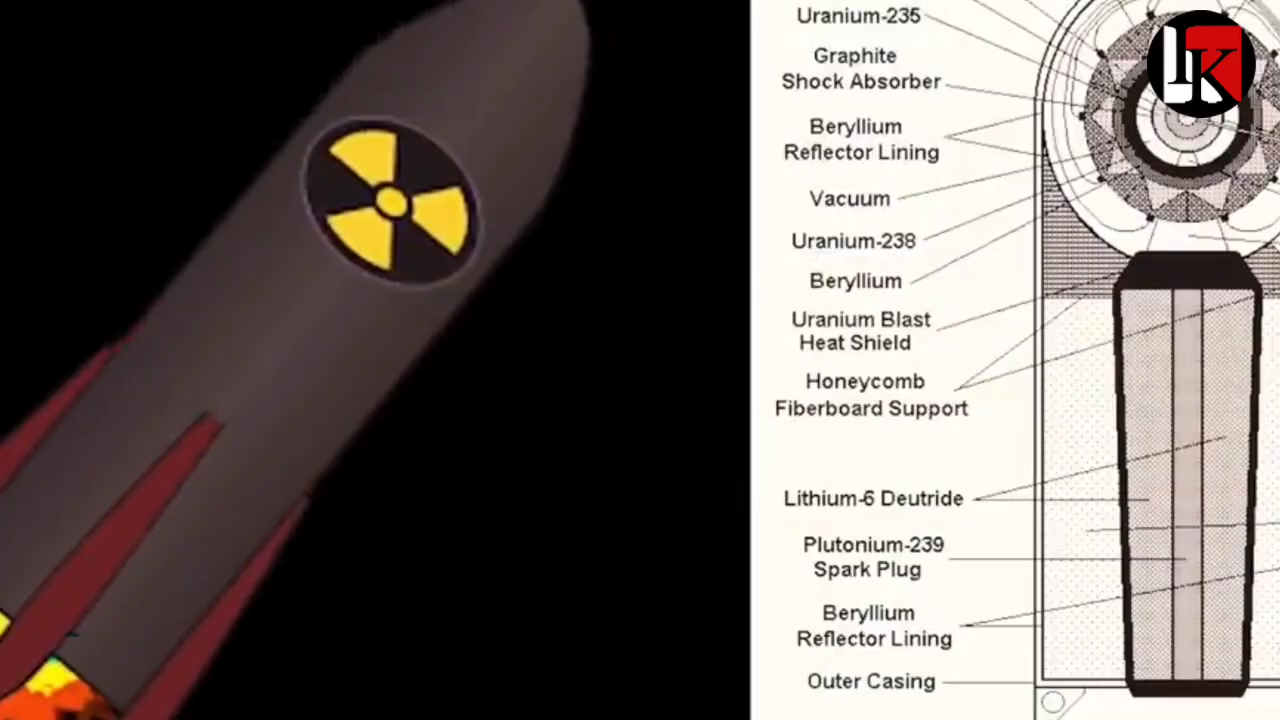 LK
Uranium-235
Graphite
Shock Absorber
Beryllium
Reflector Lining
Vacuum
Uranium-238
Beryllium
Uranium Blast
Heat Shield
Honeycomb
Fiberboard Support
Lithium-6 Deutride
Plutonium-239
Spark Plug
Beryllium
Reflector Lining
Outer Casing